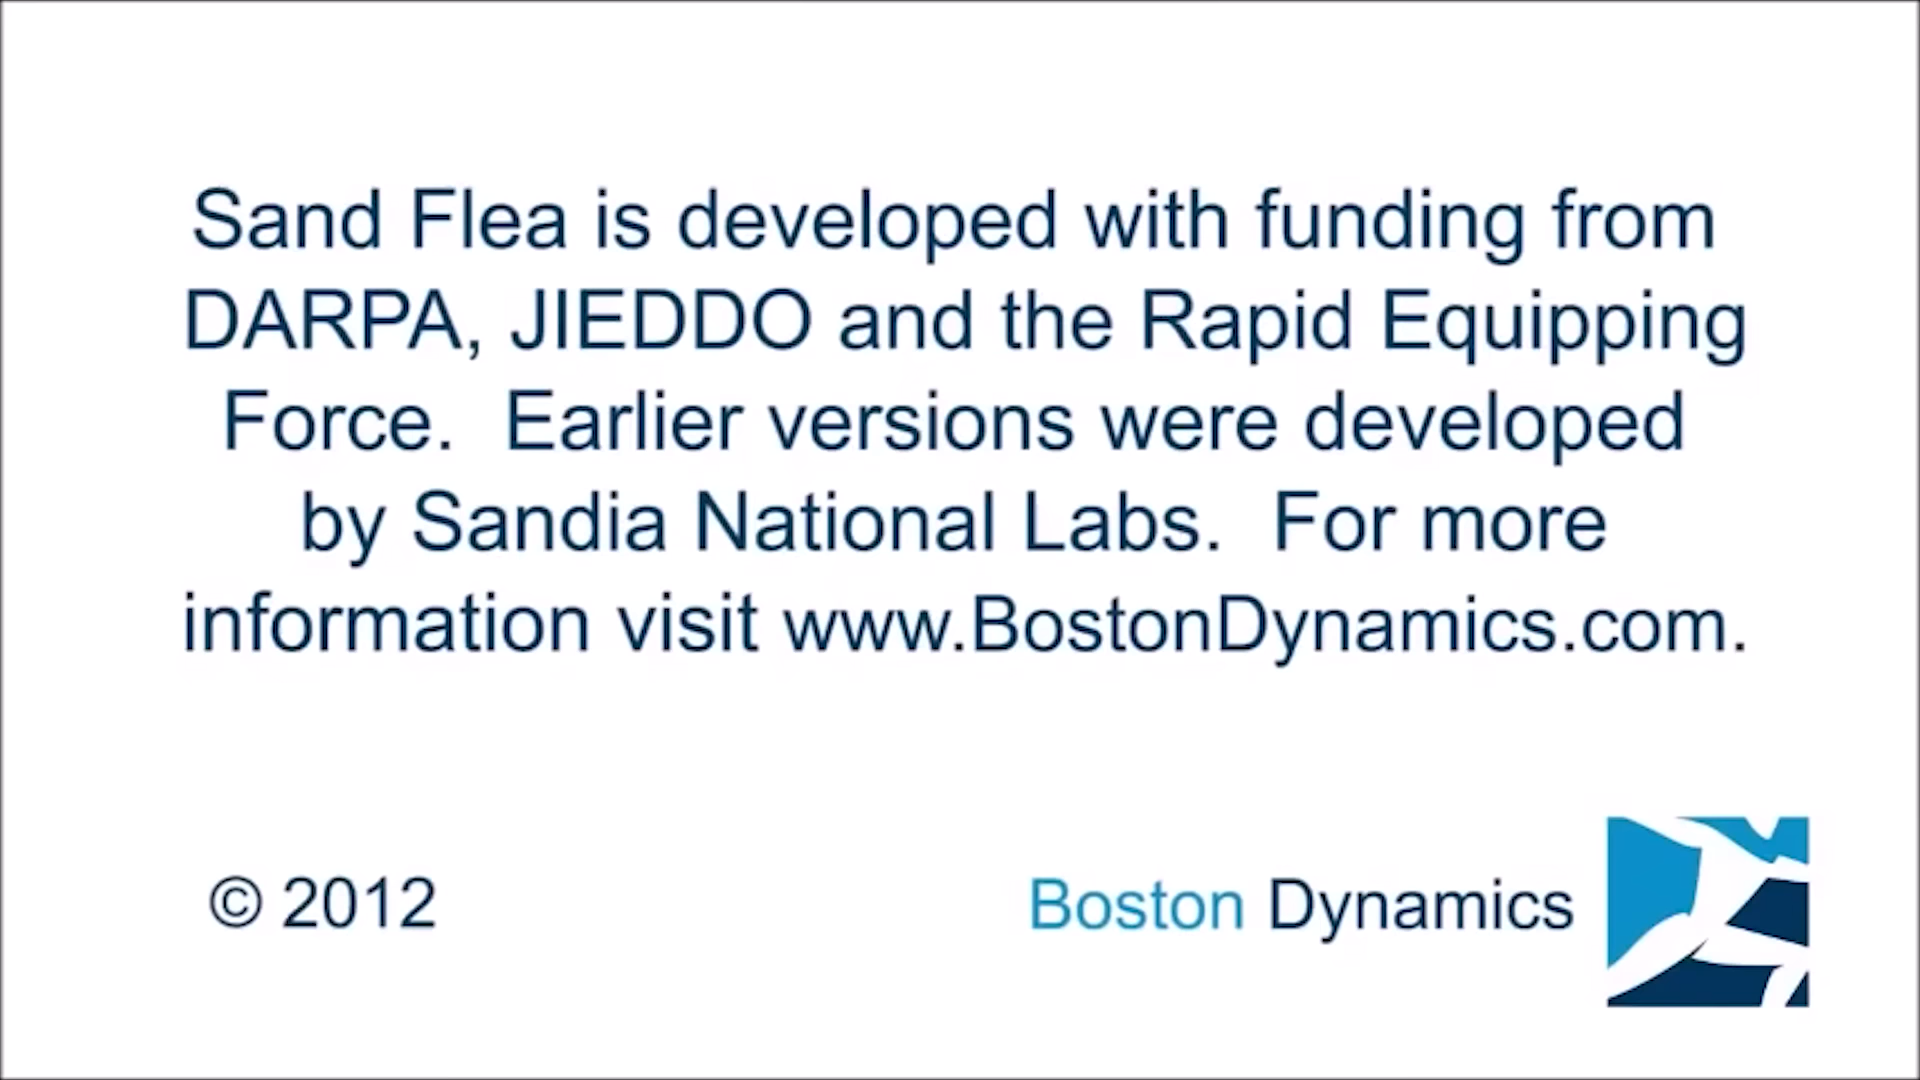 Sand Flea is developed with funding from
DARPA, JIEDDO and the Rapid Equipping
Force.  Earlier versions were developed
by Sandia National Labs.  For more
information visit www.BostonDynamics.com.
© 2012
Boston Dynamics